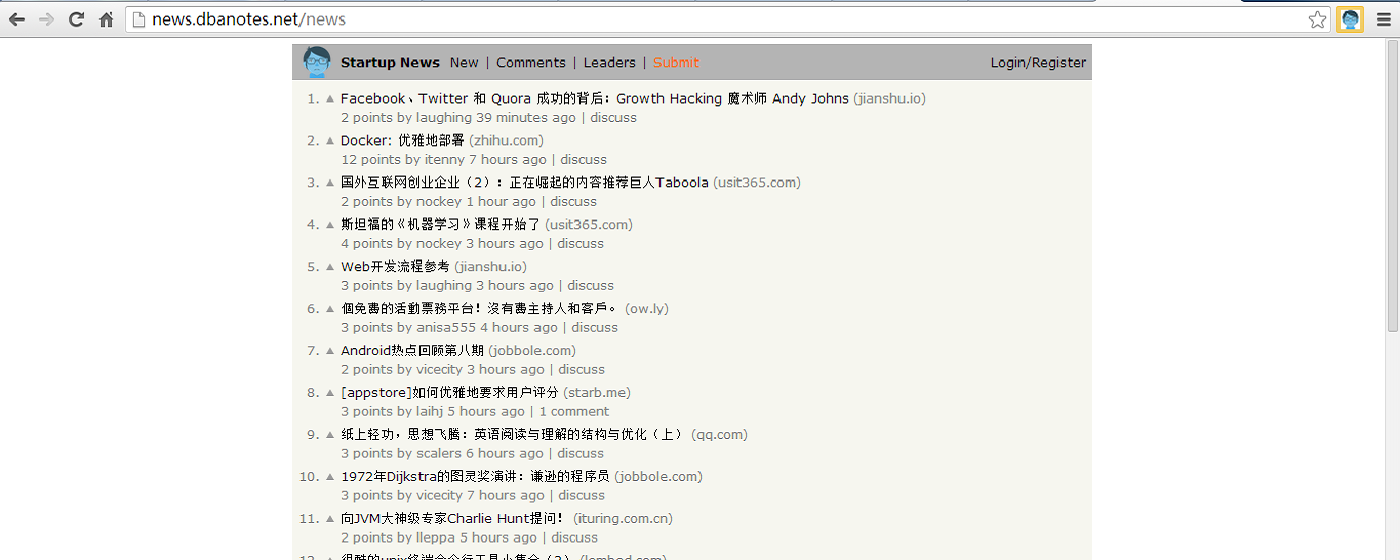 news.dbanotes.net/news
Startup News New | Comments | Leaders | Submit Login/Register
1. Facebook、Twitter 和 Quora 成功的背后：Growth Hacking 魔术师 Andy Johns (jianshu.io)
2 points by laughing 39 minutes ago | discuss
2. Docker: 优雅地部署 (zhihu.com)
12 points by itenny 7 hours ago | discuss
3. 国外互联网创业企业（2）：正在崛起的内容推荐巨人Taboola (usit365.com)
2 points by nockey 1 hour ago | discuss
4. 斯坦福的《机器学习》课程开始了 (usit365.com)
4 points by nockey 3 hours ago | discuss
5. Web开发流程参考 (jianshu.io)
3 points by laughing 3 hours ago | discuss
6. 個免費的活動票務平台！沒有費主持人和客戶。 (ow.ly)
3 points by anisa555 4 hours ago | discuss
7. Android热点回顾第八期 (jobbole.com)
2 points by vicecity 3 hours ago | discuss
8. [appstore]如何优雅地要求用户评分 (starb.me)
3 points by laihj 5 hours ago | 1 comment
9. 纸上轻功，思想飞腾：英语阅读与理解的结构与优化（上） (qq.com)
3 points by scalers 6 hours ago | discuss
10. 1972年Dijkstra的图灵奖演讲：谦逊的程序员 (jobbole.com)
3 points by vicecity 7 hours ago | discuss
11. 向JVM大神级专家Charlie Hunt提问！ (ituring.com.cn)
2 points by lleppa 5 hours ago | discuss